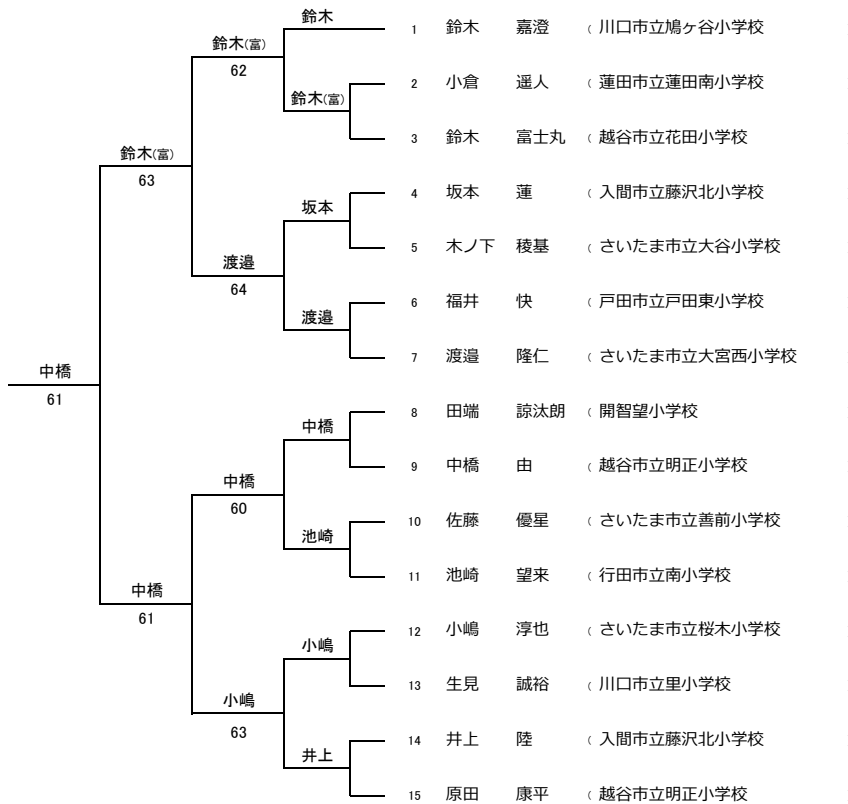 鈴木
1 鈴木 嘉澄 ( 川口市立鳩ヶ谷小学校
鈴木(富)
62
2 小倉 遥人 ( 蓮田市立蓮田南小学校
鈴木(富)
3 鈴木 富士丸 ( 越谷市立花田小学校
鈴木(富)
63
4 坂本 蓮 ( 入間市立藤沢北小学校
坂本
5 木ノ下 稜基 ( さいたま市立大谷小学校
渡邉
64
6 福井 快 ( 戸田市立戸田東小学校
渡邉
7 渡邉 隆仁 ( さいたま市立大宮西小学校
中橋
61
8 田端 諒汰朗 ( 開智望小学校
中橋
9 中橋 由 ( 越谷市立明正小学校
中橋
60
10 佐藤 優星 ( さいたま市立善前小学校
池崎
11 池崎 望来 ( 行田市立南小学校
中橋
61
12 小嶋 淳也 ( さいたま市立桜木小学校
小嶋
13 生見 誠裕 ( 川口市立里小学校
小嶋
63
14 井上 陸 ( 入間市立藤沢北小学校
井上
15 原田 康平 ( 越谷市立明正小学校